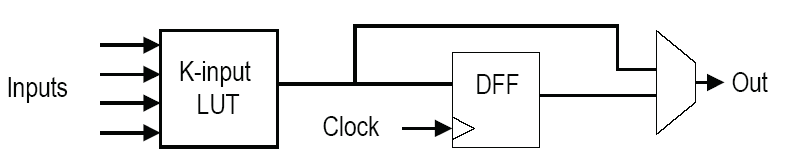 Inputs
K-input
LUT
Clock
DFF
Out